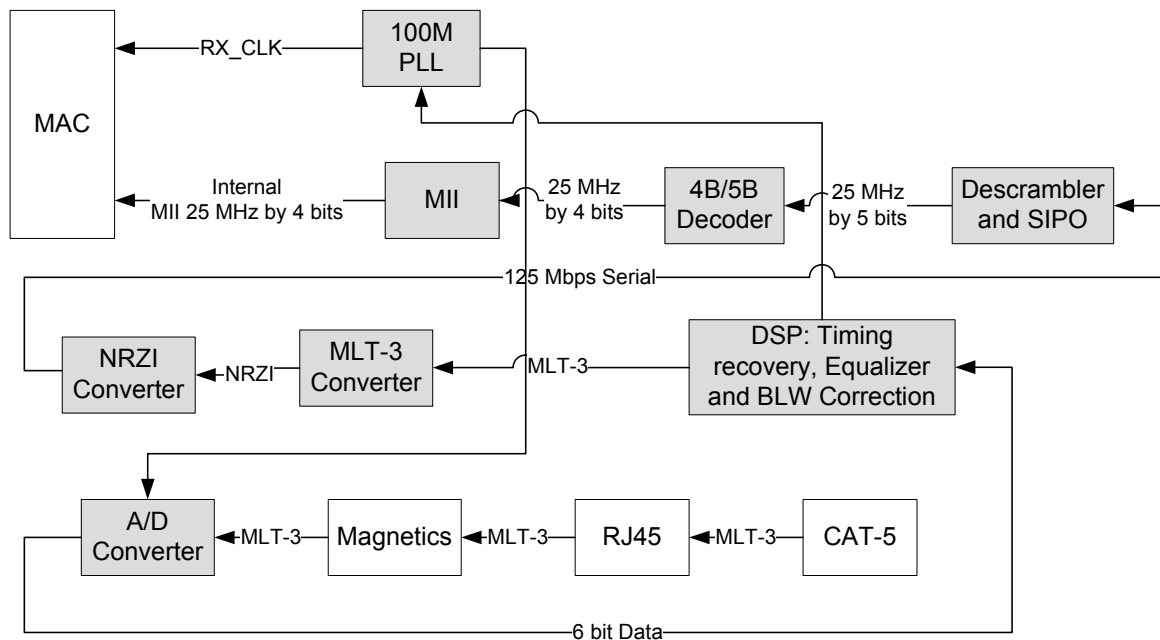 RX_CLK
100M
PLL
MAC
Internal
MII 25 MHz by 4 bits
MII
25 MHz
by 4 bits
4B/5B
Decoder
25 MHz
by 5 bits
Descrambler
and SIPO
125 Mbps Serial
NRZI
Converter
NRZI
MLT-3
Converter
MLT-3
DSP: Timing
recovery, Equalizer
and BLW Correction
A/D
Converter
MLT-3
Magnetics
MLT-3
RJ45
MLT-3
CAT-5
6 bit Data